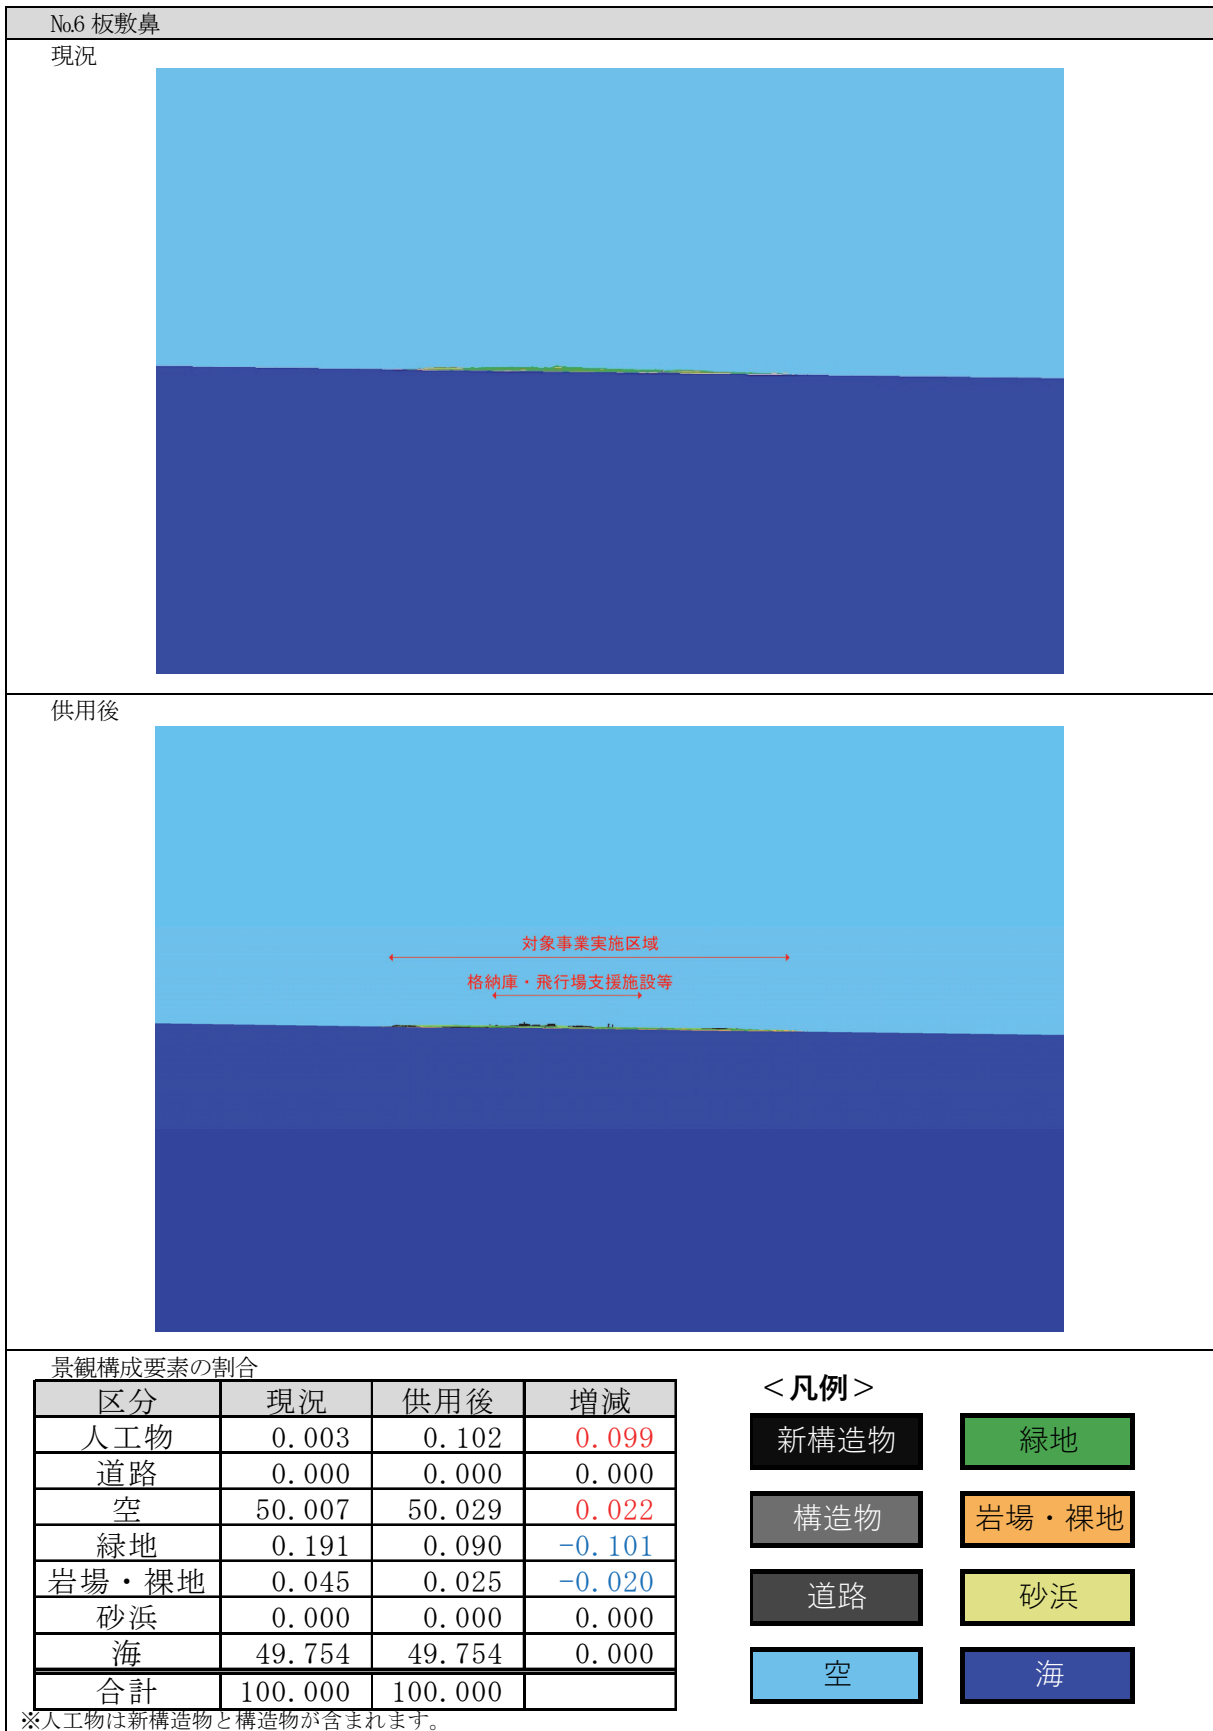 №6 板敷鼻
現況
供用後
対象事業実施区域
格納庫・飛行場支援施設等
景観構成要素の割合
区分 現況 供用後 増減
人工物 0.003 0.102 0.099
道路 0.000 0.000 0.000
空 50.007 50.029 0.022
緑地 0.191 0.090 -0.101
岩場・裸地 0.045 0.025 -0.020
砂浜 0.000 0.000 0.000
海 49.754 49.754 0.000
合計 100.000 100.000
※人工物は新構造物と構造物が含まれます。
＜凡例＞
新構造物 緑地
構造物 岩場・裸地
道路 砂浜
空 海